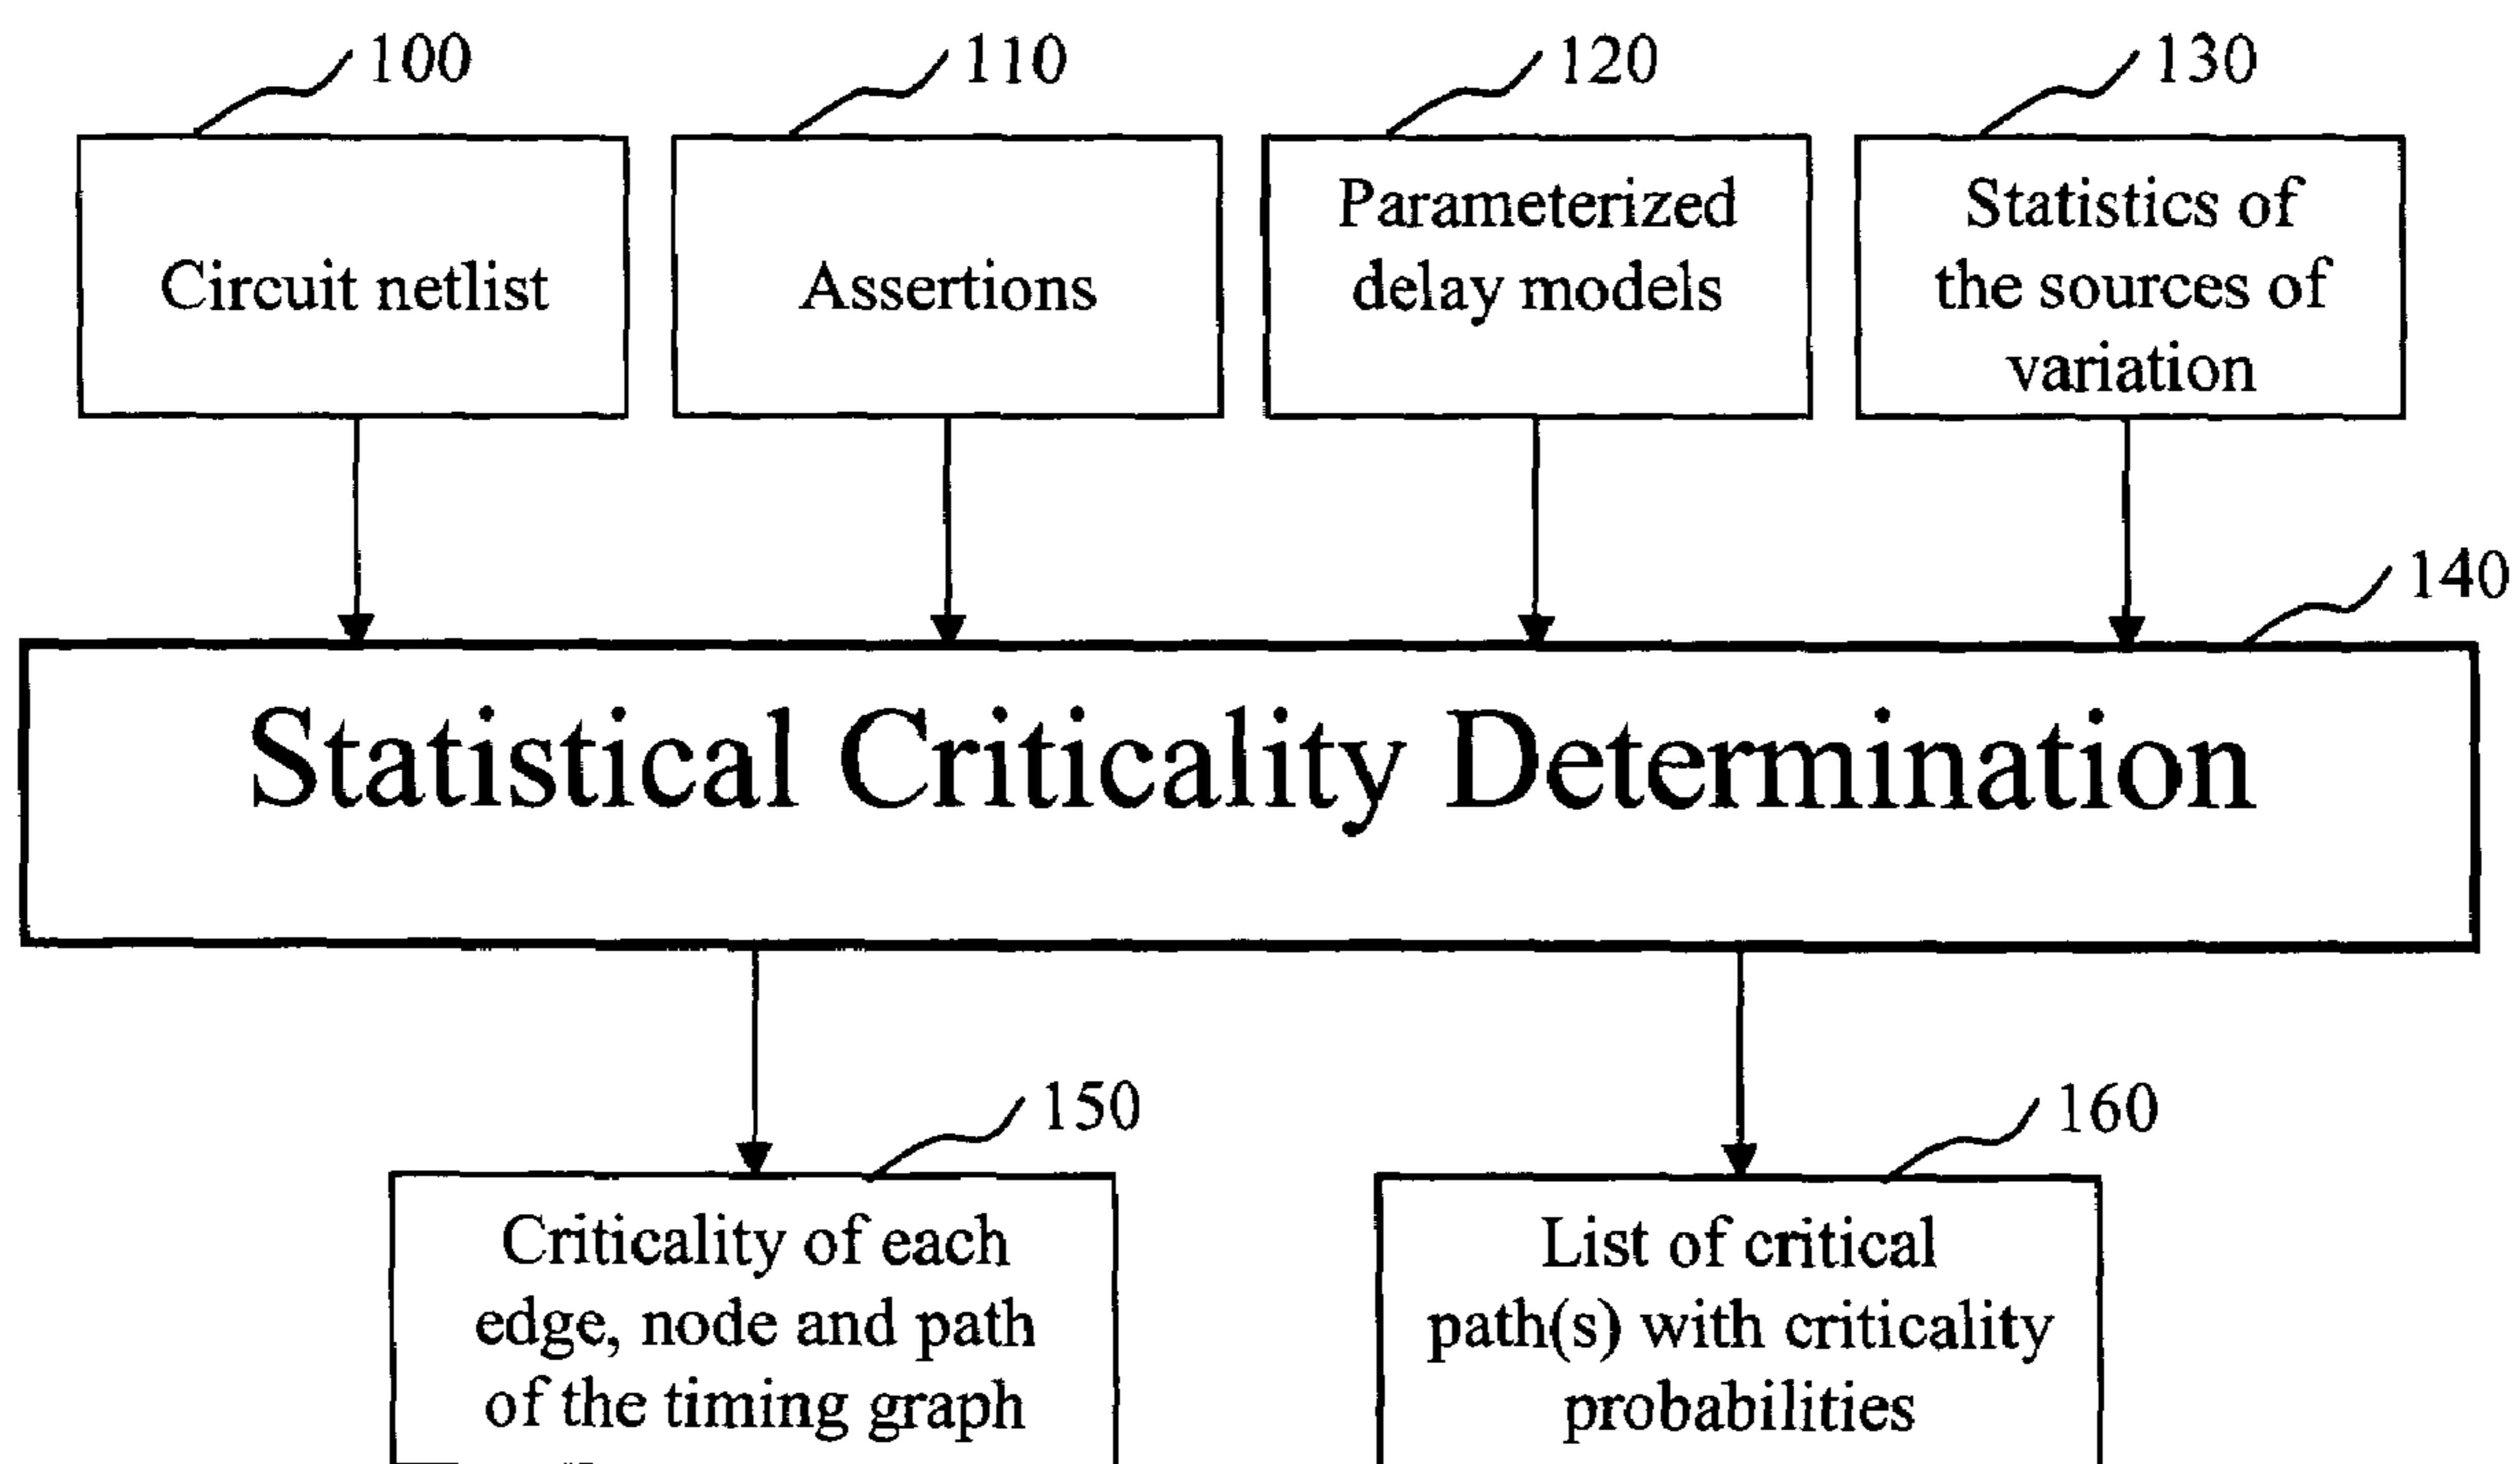 100
110
120
130
Circuit netlist
Assertions
Parameterized
delay models
Statistics of
the sources of
variation
140
Statistical Criticality Determination
150
160
Criticality of each
edge, node and path
of the timing graph
List of critical
path(s) with criticality
probabilities